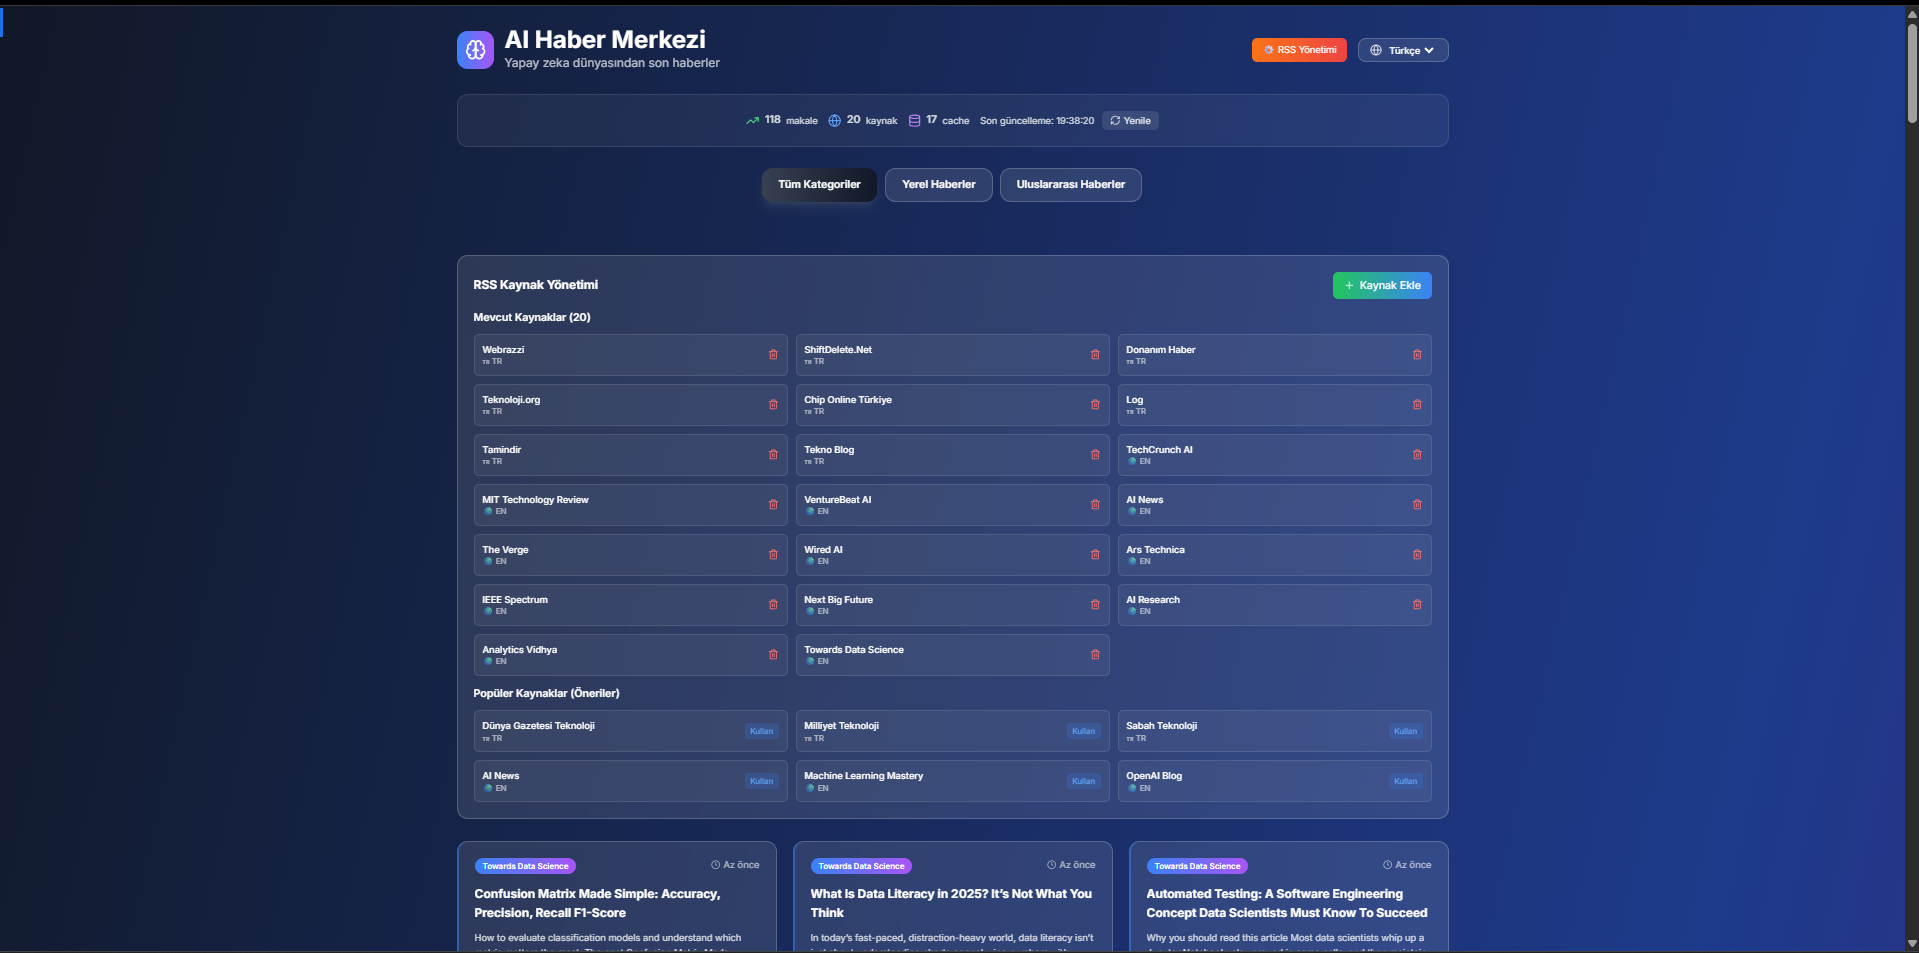 AI Haber Merkezi
Yapay zeka dünyasından son haberler
RSS Yönetimi
Türkçe
118 makale 20 kaynak 17 cache Son güncelleme: 19:38:20 Yenile
Tüm Kategoriler Yerel Haberler Uluslararası Haberler
RSS Kaynak Yönetimi
+ Kaynak Ekle
Mevcut Kaynaklar (20)
Webrazzi
TR TR
ShiftDelete.Net
TR TR
Donanım Haber
TR TR
Teknoloji.org
TR TR
Chip Online Türkiye
TR TR
Log
TR TR
Tamindir
TR TR
Tekno Blog
TR TR
TechCrunch AI
EN
MIT Technology Review
EN
VentureBeat AI
EN
AI News
EN
The Verge
EN
Wired AI
EN
Ars Technica
EN
IEEE Spectrum
EN
Next Big Future
EN
AI Research
EN
Analytics Vidhya
EN
Towards Data Science
EN
Popüler Kaynaklar (Öneriler)
Dünya Gazetesi Teknoloji
TR TR
Kullan
Milliyet Teknoloji
TR TR
Kullan
Sabah Teknoloji
TR TR
Kullan
AI News
EN
Kullan
Machine Learning Mastery
EN
Kullan
OpenAI Blog
EN
Kullan
Towards Data Science
Az önce
Confusion Matrix Made Simple: Accuracy,
Precision, Recall F1-Score
How to evaluate classification models and understand which
Towards Data Science
Az önce
What Is Data Literacy in 2025? It’s Not What You
Think
In today’s fast-paced, distraction-heavy world, data literacy isn’t
Towards Data Science
Az önce
Automated Testing: A Software Engineering
Concept Data Scientists Must Know To Succeed
Why you should read this article Most data scientists whip up a